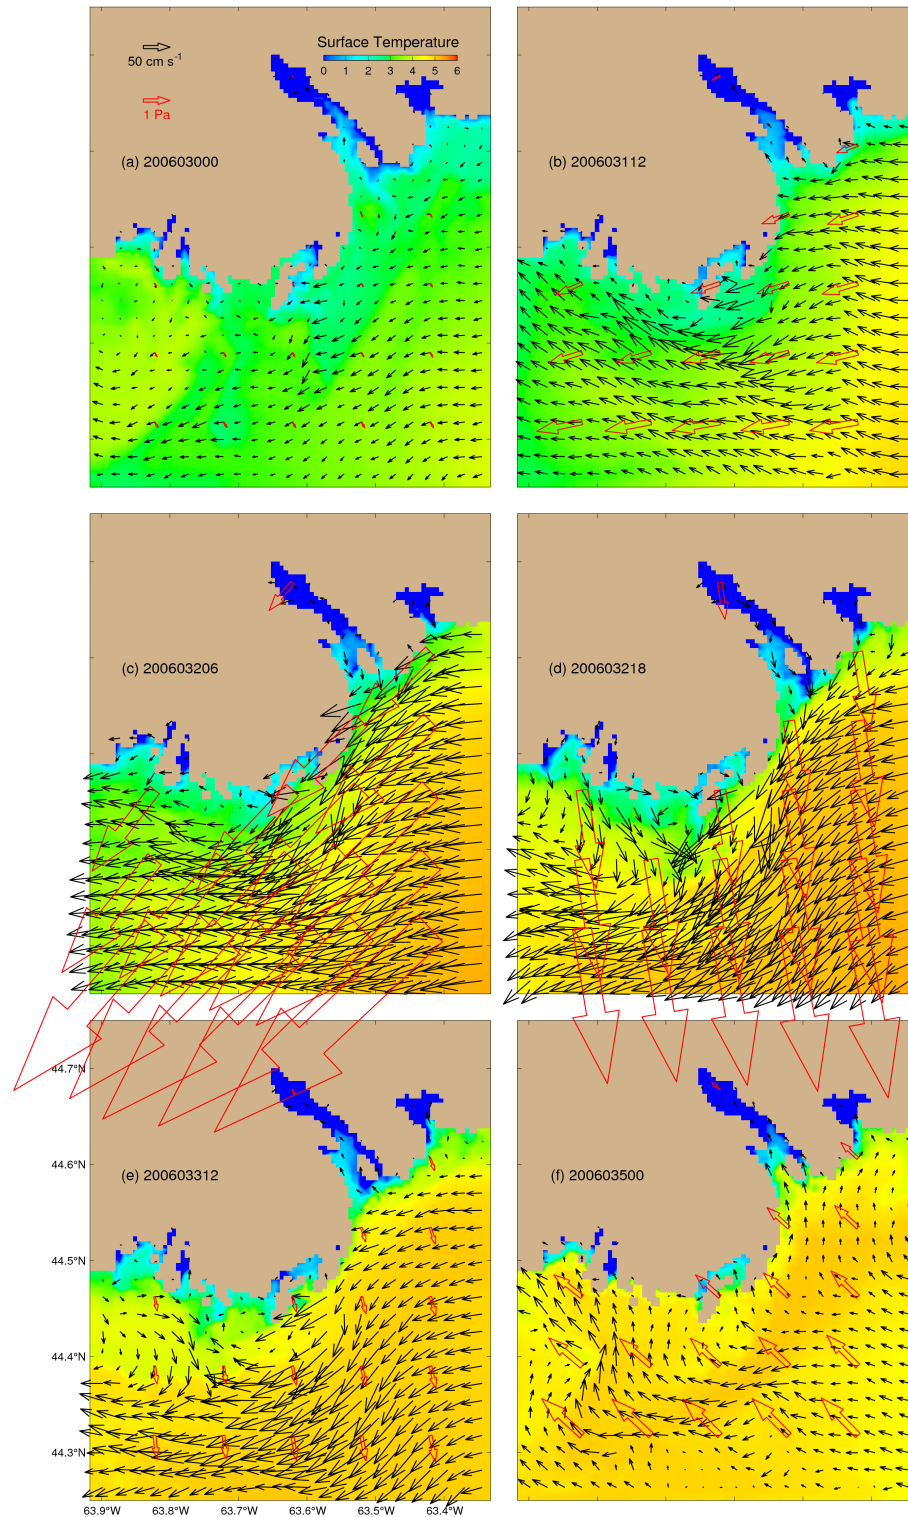 Surface Temperature
0 1 2 3 4 5 6
50 cm s⁻¹
1 Pa
(a) 200603000
(b) 200603112
(c) 200603206
(d) 200603218
44.7°N
44.6°N
44.5°N
44.4°N
44.3°N
(e) 200603312
(f) 200603500
63.9°W 63.8°W 63.7°W 63.6°W 63.5°W 63.4°W